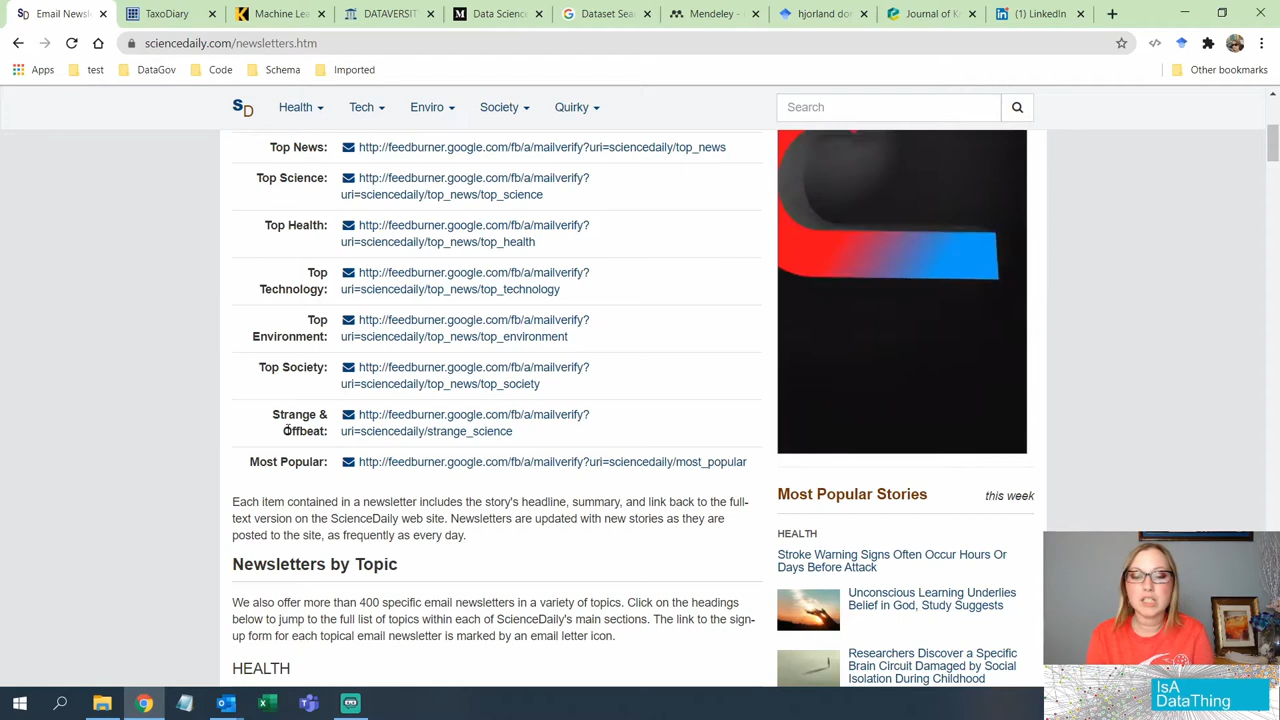 Email Newsl
TaxoDiary
Machine Lea
DATAVERSIT
Data Science
Dataset Sear
Mendeley -
hjorland do
Journal of K
(1) LinkedIn
sciencedaily.com/newsletters.htm
Apps
test
DataGov
Code
Schema
Imported
Other bookmarks
SD
Health
Tech
Enviro
Society
Quirky
Search
Top News:
http://feedburner.google.com/fb/a/mailverify?uri=sciencedaily/top_news
Top Science:
http://feedburner.google.com/fb/a/mailverify?
uri=sciencedaily/top_news/top_science
Top Health:
http://feedburner.google.com/fb/a/mailverify?
uri=sciencedaily/top_news/top_health
Top
Technology:
http://feedburner.google.com/fb/a/mailverify?
uri=sciencedaily/top_news/top_technology
Top
Environment:
http://feedburner.google.com/fb/a/mailverify?
uri=sciencedaily/top_news/top_environment
Top Society:
http://feedburner.google.com/fb/a/mailverify?
uri=sciencedaily/top_news/top_society
Strange &
Offbeat:
http://feedburner.google.com/fb/a/mailverify?
uri=sciencedaily/strange_science
Most Popular:
http://feedburner.google.com/fb/a/mailverify?uri=sciencedaily/most_popular
Each item contained in a newsletter includes the story's headline, summary, and link back to the full-
text version on the ScienceDaily web site. Newsletters are updated with new stories as they are
posted to the site, as frequently as every day.
Newsletters by Topic
We also offer more than 400 specific email newsletters in a variety of topics. Click on the headings
below to jump to the full list of topics within each of ScienceDaily's main sections. The link to the sign-
up form for each topical email newsletter is marked by an email letter icon.
HEALTH
Most Popular Stories
this week
HEALTH
Stroke Warning Signs Often Occur Hours Or
Days Before Attack
Unconscious Learning Underlies
Belief in God, Study Suggests
Researchers Discover a Specific
Brain Circuit Damaged by Social
Isolation During Childhood
IsA
DataThing